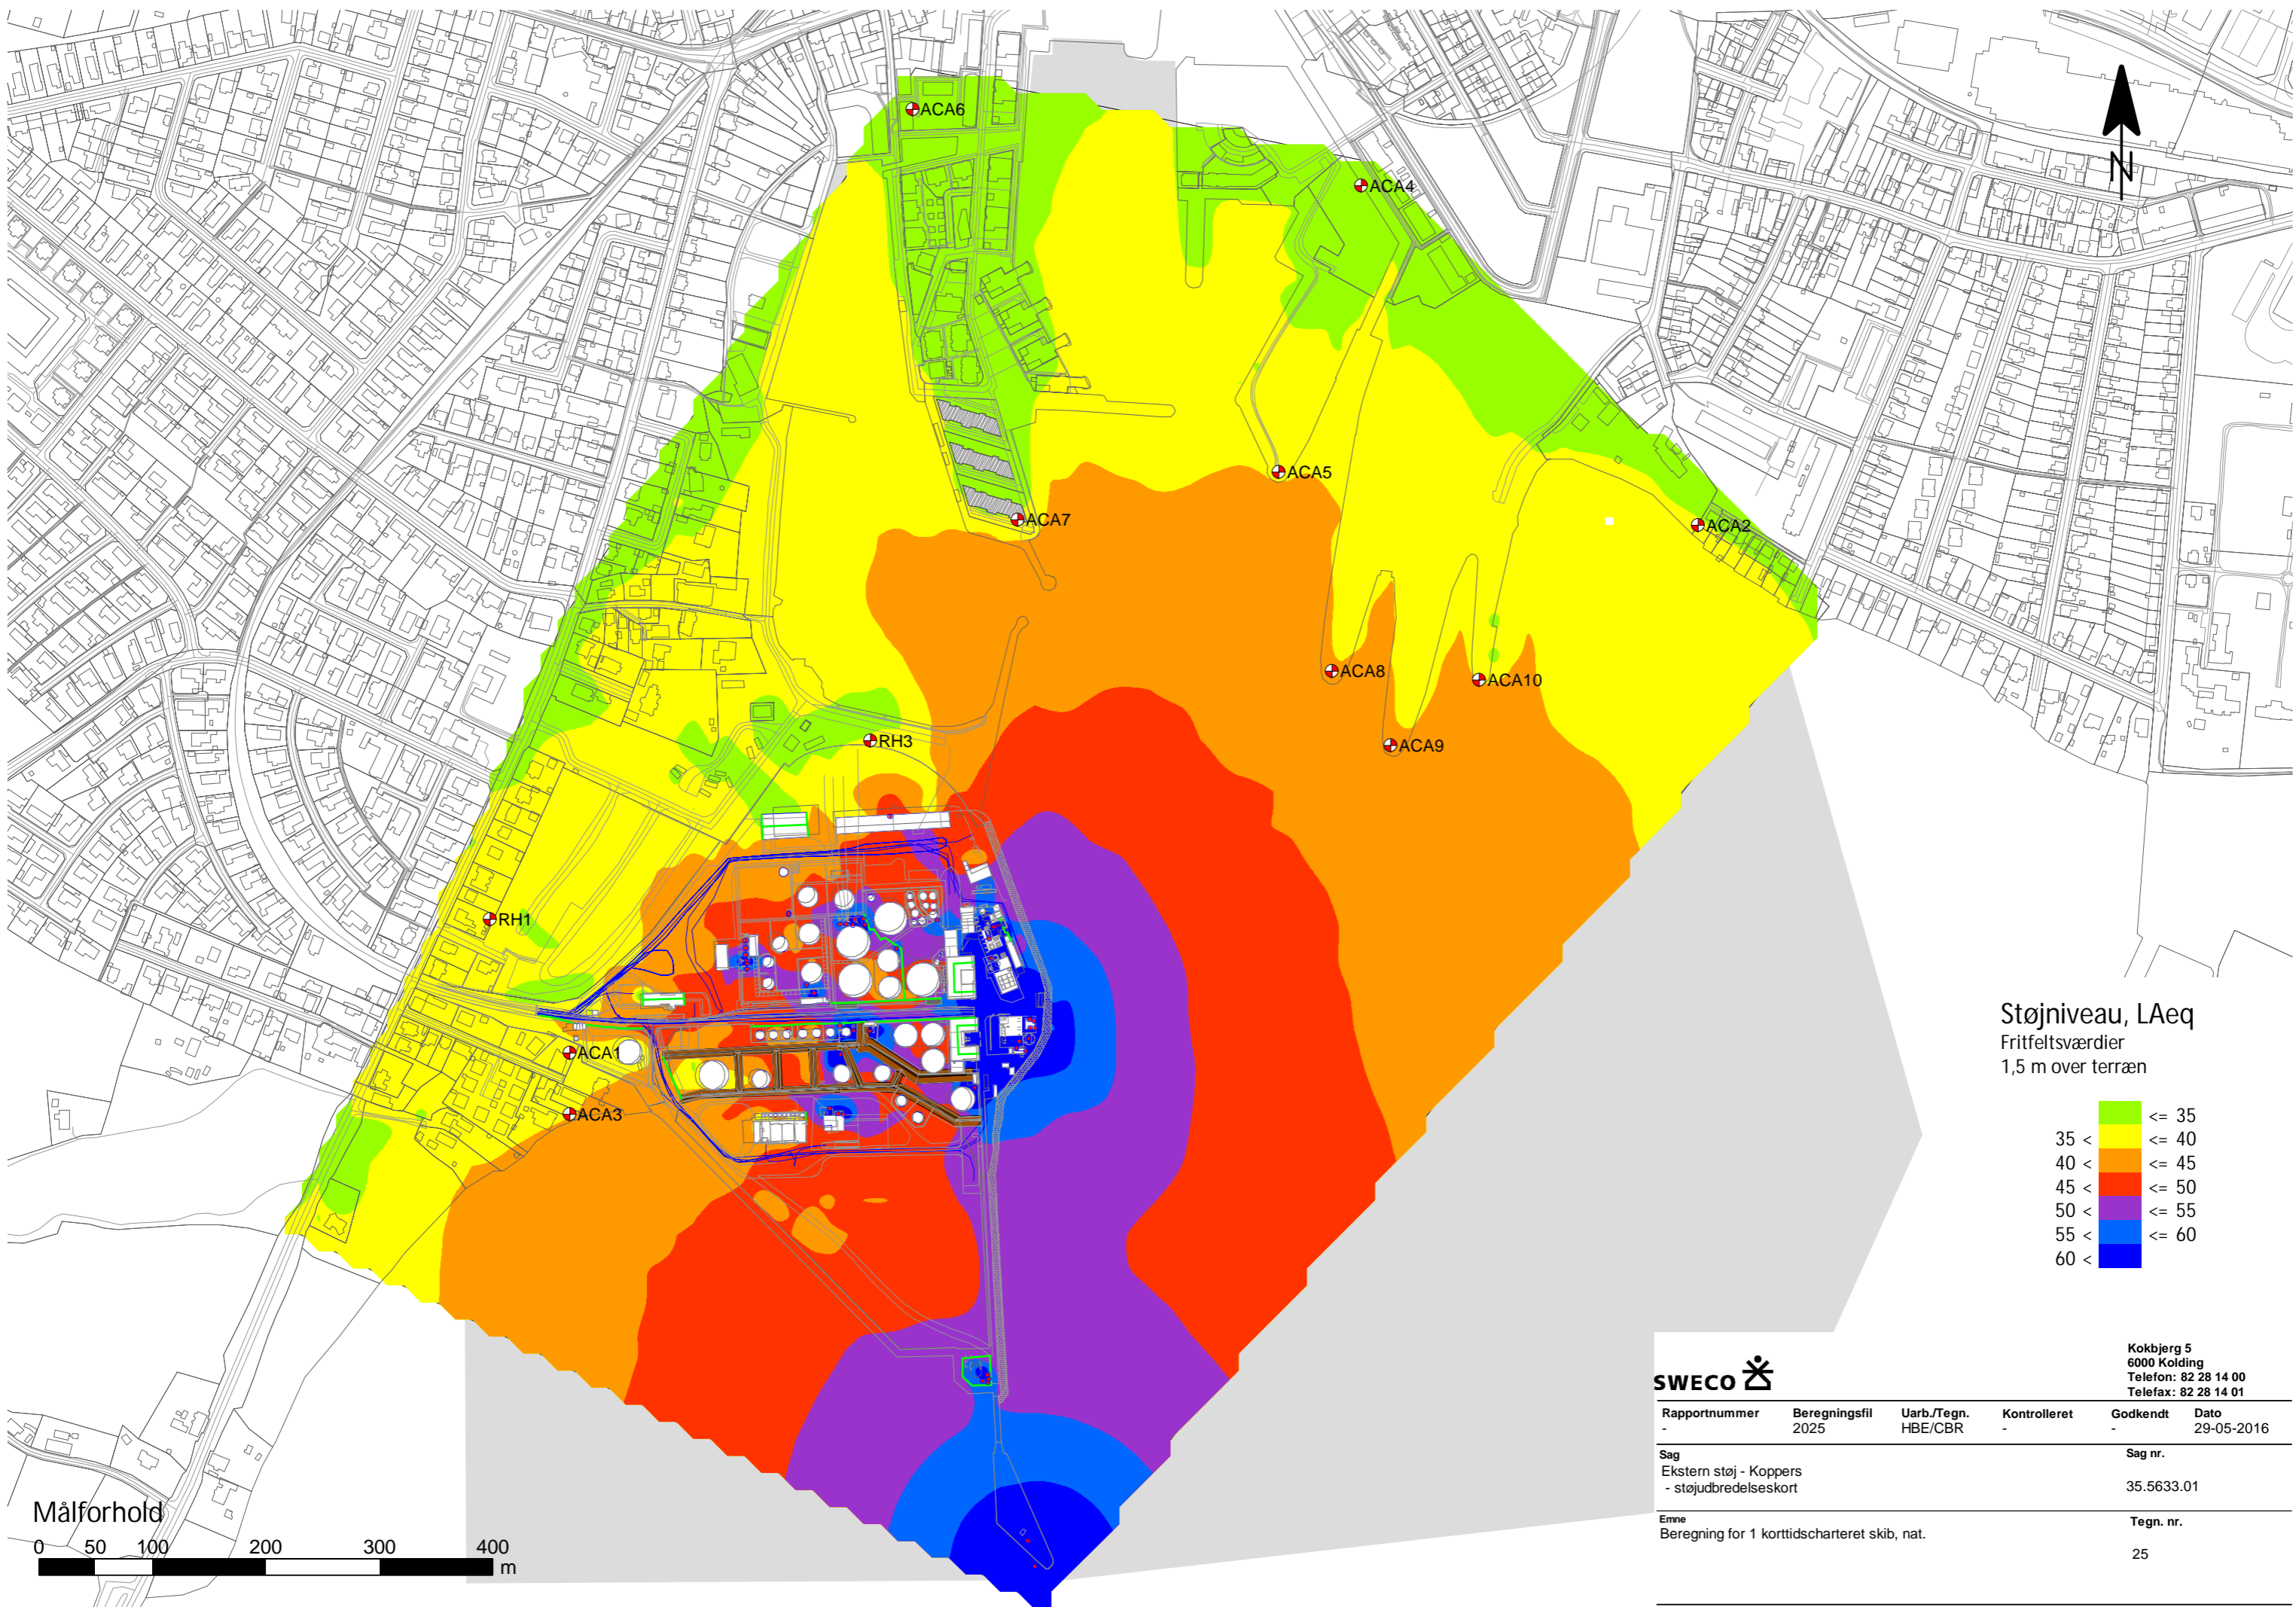 ACA6
ACA4
N
ACA5
ACA7
ACA2
ACA8
ACA10
RH3
ACA9
RH1
ACA1
ACA3
Støjniveau, LAeq
Fritfeltsværdier
1,5 m over terræn
<= 35
35 < <= 40
40 < <= 45
45 < <= 50
50 < <= 55
55 < <= 60
60 <
Målforhold
0 50 100 200 300 400
m
SWECO
Kokbjerg 5
6000 Kolding
Telefon: 82 28 14 00
Telefax: 82 28 14 01
Rapportnummer Beregningsfil Uarb./Tegn. Kontrolleret Godkendt Dato
- 2025 HBE/CBR - - 29-05-2016
Sag Sag nr.
Ekstern støj - Koppers
- støjudbredelseskort 35.5633.01
Emne Tegn. nr.
Beregning for 1 korttidscharteret skib, nat.
25